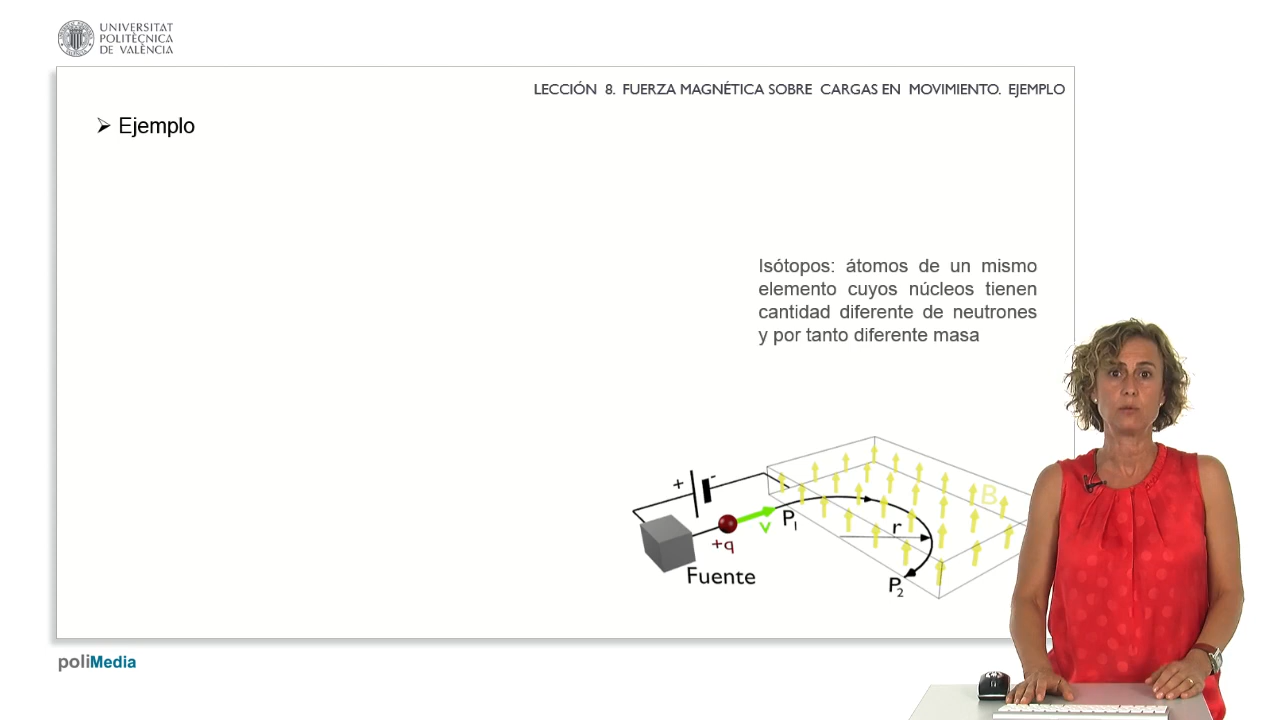 UNIVERSITAT
POLITÈCNICA
DE VALÈNCIA
LECCIÓN 8. FUERZA MAGNÉTICA SOBRE CARGAS EN MOVIMIENTO. EJEMPLO
Ejemplo
Isótopos: átomos de un mismo
elemento cuyos núcleos tienen
cantidad diferente de neutrones
y por tanto diferente masa
+ -
B
P1
v
+q
r
Fuente
P2
poliMedia